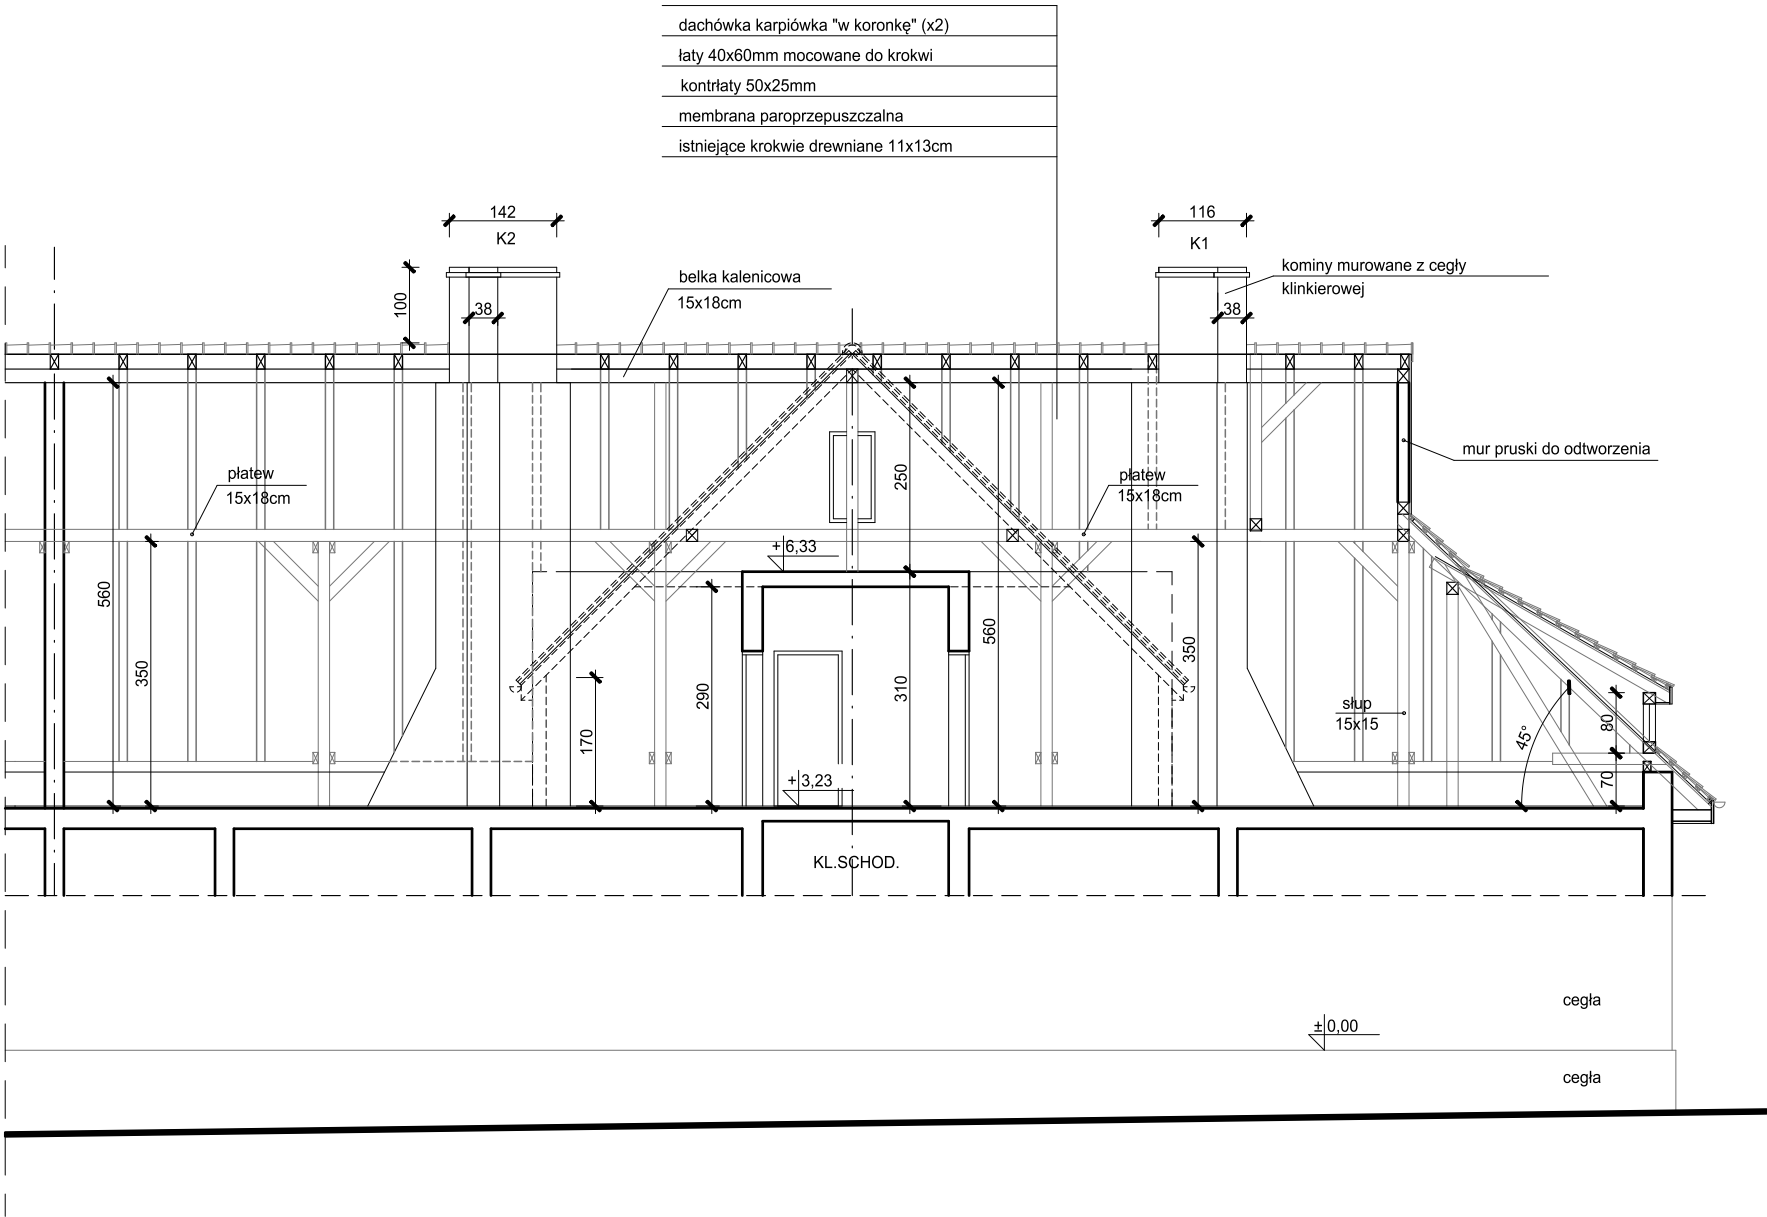 dachówka karpiówka "w koronkę" (x2)
łaty 40x60mm mocowane do krokwi
kontrłaty 50x25mm
membrana paroprzepuszczalna
istniejące krokwie drewniane 11x13cm
142
K2
116
K1
kominy murowane z cegły
klinkierowej
belka kalenicowa
15x18cm
100
38
38
mur pruski do odtworzenia
płatew
15x18cm
250
płatew
15x18cm
+6,33
560
350
290
310
560
350
170
słup
15x15
45°
80
70
+3,23
KL.SCHOD.
cegła
±0,00
cegła